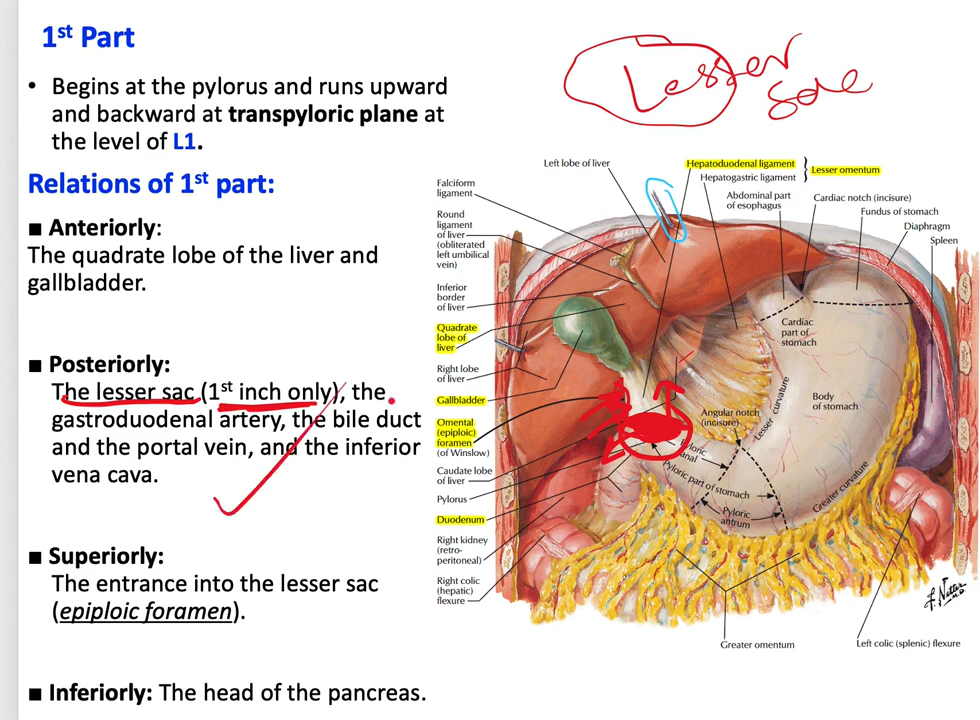 1st Part
• Begins at the pylorus and runs upward
and backward at transpyloric plane at
the level of L1.
Relations of 1st part:
■ Anteriorly:
The quadrate lobe of the liver and
gallbladder.
■ Posteriorly:
The lesser sac (1st inch only), the
gastroduodenal artery, the bile duct
and the portal vein, and the inferior
vena cava.
■ Superiorly:
The entrance into the lesser sac
(epiploic foramen).
■ Inferiorly: The head of the pancreas.
Lesser
Left lobe of liver
Hepatoduodenal ligament
Hepatogastric ligament
Lesser omentum
Falciform
ligament
Round
ligament
of liver
(obliterated
left umbilical
vein)
Inferior
border
of liver
Quadrate
lobe of
liver
Right lobe
of liver
Gallbladder
Omental
(epiploic)
foramen
(of Winslow)
Caudate lobe
of liver
Pylorus
Duodenum
Right kidney
(retro-
peritoneal)
Right colic
(hepatic)
flexure
Abdominal part
of esophagus
Cardiac notch (incisure)
Fundus of stomach
Diaphragm
Spleen
Cardiac
part of
stomach
Body
of stomach
Angular notch
(incisure)
Lesser curvature
Pyloric
canal
Pyloric part of stomach
Pyloric
antrum
Greater curvature
Greater omentum
Left colic (splenic) flexure
F. Netter
M.D.